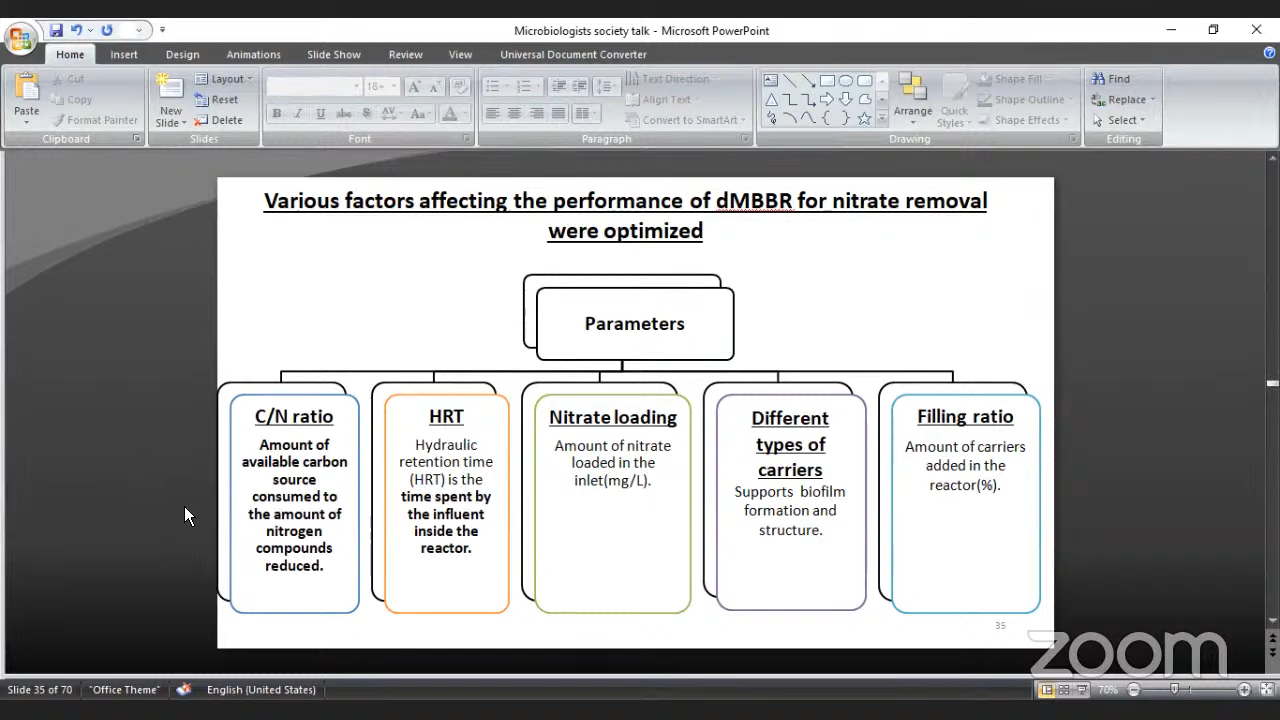 Microbiologists society talk - Microsoft PowerPoint
Home Insert Design Animations Slide Show Review View Universal Document Converter
Paste
Cut
Copy
Format Painter
Clipboard
New
Slide
Layout
Reset
Delete
Slides
18
B I U abe S AV Aa A
Font
Text Direction
Align Text
Convert to SmartArt
Paragraph
Arrange
Quick
Styles
Shape Fill
Shape Outline
Shape Effects
Drawing
Find
Replace
Select
Editing
Various factors affecting the performance of dMBBR for nitrate removal
were optimized
Parameters
C/N ratio
Amount of
available carbon
source
consumed to
the amount of
nitrogen
compounds
reduced.
HRT
Hydraulic
retention time
(HRT) is the
time spent by
the influent
inside the
reactor.
Nitrate loading
Amount of nitrate
loaded in the
inlet(mg/L).
Different
types of
carriers
Supports biofilm
formation and
structure.
Filling ratio
Amount of carriers
added in the
reactor(%).
35
zoom
Slide 35 of 70 "Office Theme" English (United States) 70%